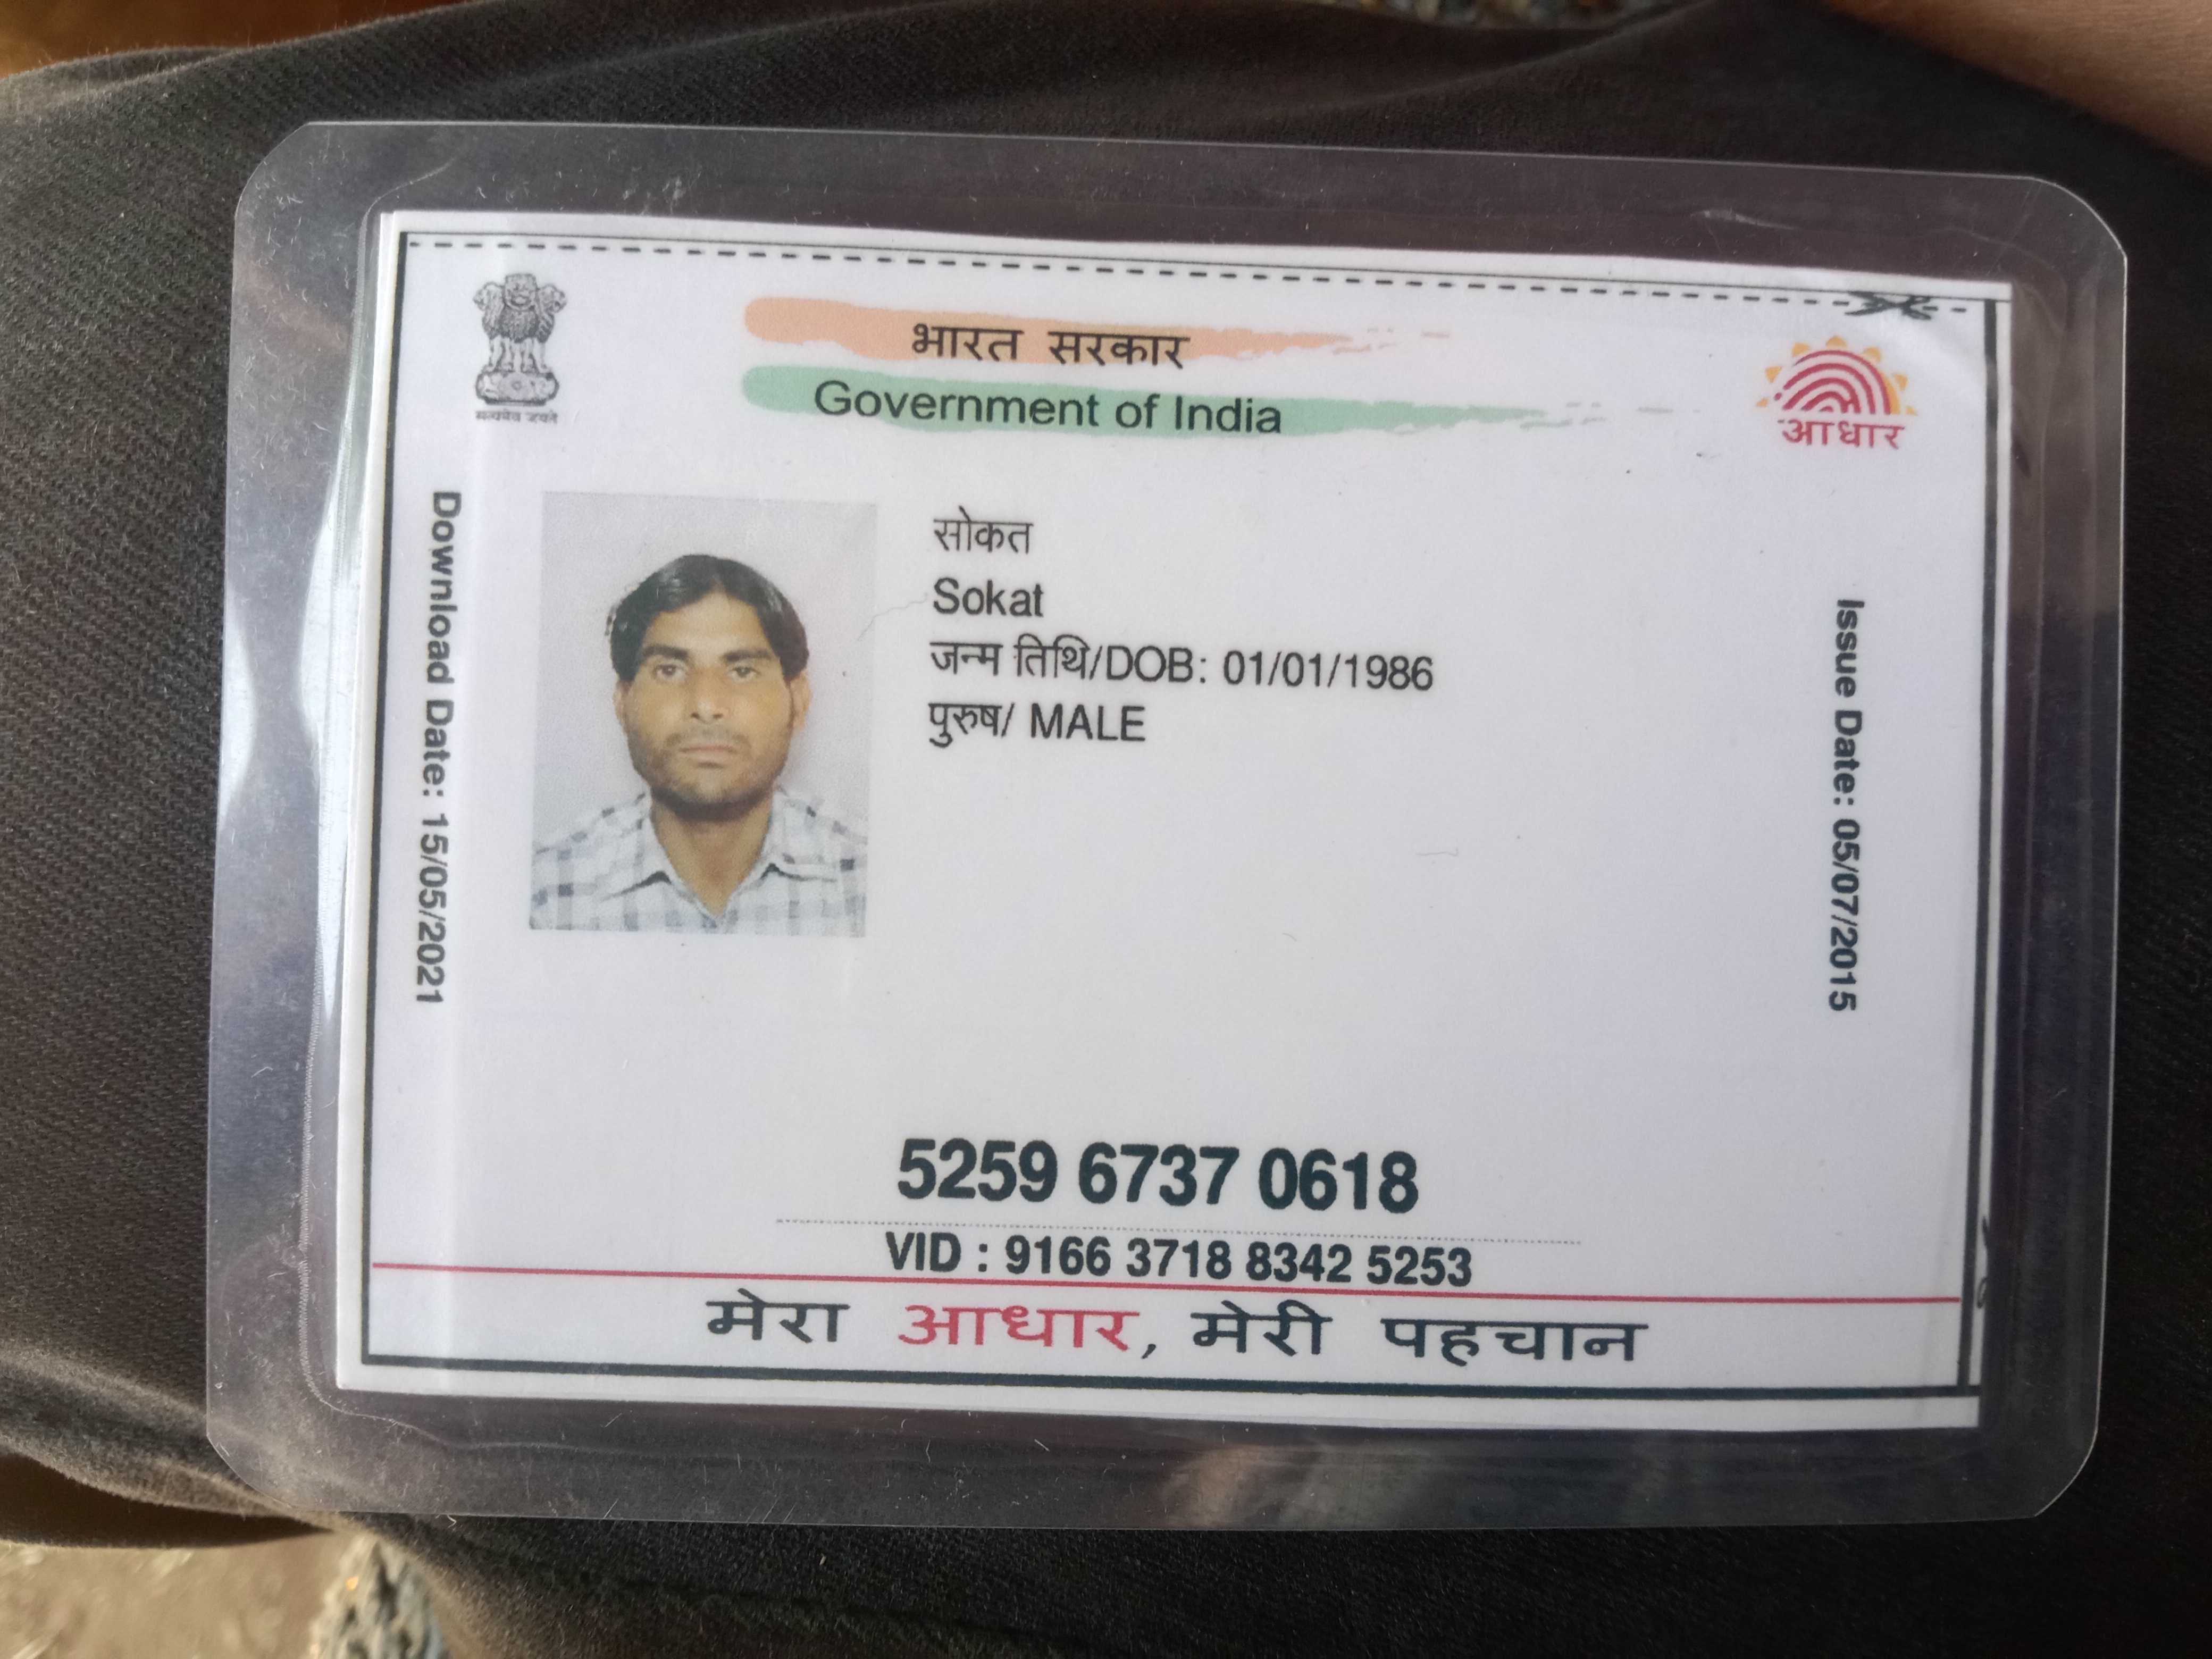 सत्यमेव जयते
भारत सरकार
Government of India
आधार
Download Date: 15/05/2021
सोकत
Sokat
जन्म तिथि/DOB: 01/01/1986
पुरुष/ MALE
Issue Date: 05/07/2015
5259 6737 0618
VID : 9166 3718 8342 5253
मेरा आधार, मेरी पहचान